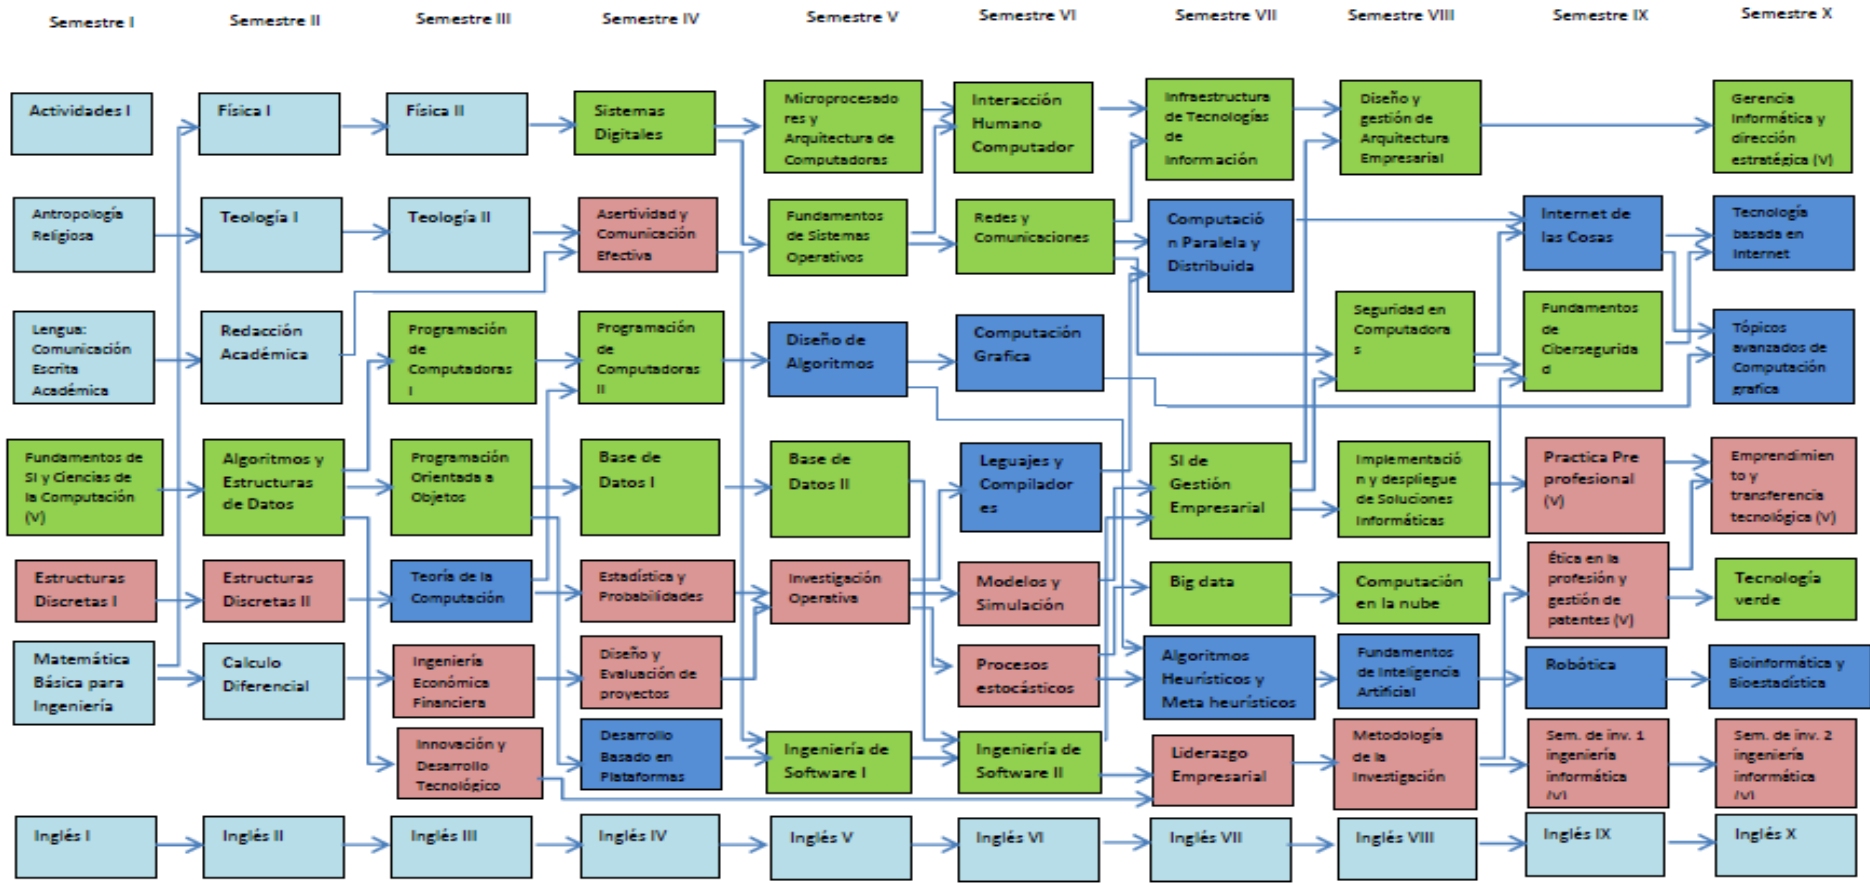 Semestre I
Semestre II
Semestre III
Semestre IV
Semestre V
Semestre VI
Semestre VII
Semestre VIII
Semestre IX
Semestre X
Actividades I
Física I
Física II
Sistemas
Digitales
Microprocesado
res y
Arquitectura de
Computadoras
Interacción
Humano
Computador
Infraestructura
de Tecnologías
de
Información
Diseño y
gestión de
Arquitectura
Empresarial
Gerencia
Informática y
dirección
estratégica (V)
Antropología
Religiosa
Teología I
Teología II
Asertividad y
Comunicación
Efectiva
Fundamentos
de Sistemas
Operativos
Redes y
Comunicaciones
Computació
n Paralela y
Distribuida
Internet de
las Cosas
Tecnología
basada en
Internet
Lengua:
Comunicación
Escrita
Académica
Redacción
Académica
Programación
de
Computadoras
I
Programación
de
Computadoras
II
Diseño de
Algoritmos
Computación
Grafica
Seguridad en
Computadora
s
Fundamentos
de
Cibersegurida
d
Tópicos
avanzados de
Computación
grafica
Fundamentos de
SI y Ciencias de
la Computación
(V)
Algoritmos y
Estructuras
de Datos
Programación
Orientada a
Objetos
Base de
Datos I
Base de
Datos II
Leguajes y
Compilador
es
SI de
Gestión
Empresarial
Implementació
n y despliegue
de Soluciones
Informáticas
Practica Pre
profesional
(V)
Emprendimien
to y
transferencia
tecnológica (V)
Estructuras
Discretas I
Estructuras
Discretas II
Teoría de la
Computación
Estadística y
Probabilidades
Investigación
Operativa
Modelos y
Simulación
Big data
Computación
en la nube
Ética en la
profesión y
gestión de
patentes (V)
Tecnología
verde
Matemática
Básica para
Ingeniería
Calculo
Diferencial
Ingeniería
Económica
Financiera
Diseño y
Evaluación de
proyectos
Procesos
estocásticos
Algoritmos
Heurísticos y
Meta heurísticos
Fundamentos
de Inteligencia
Artificial
Robótica
Bioinformática y
Bioestadística
Innovación y
Desarrollo
Tecnológico
Desarrollo
Basado en
Plataformas
Ingeniería de
Software I
Ingeniería de
Software II
Liderazgo
Empresarial
Metodología
de la
Investigación
Sem. de inv. 1
ingeniería
informática
(V)
Sem. de inv. 2
ingeniería
informática
(V)
Inglés I
Inglés II
Inglés III
Inglés IV
Inglés V
Inglés VI
Inglés VII
Inglés VIII
Inglés IX
Inglés X